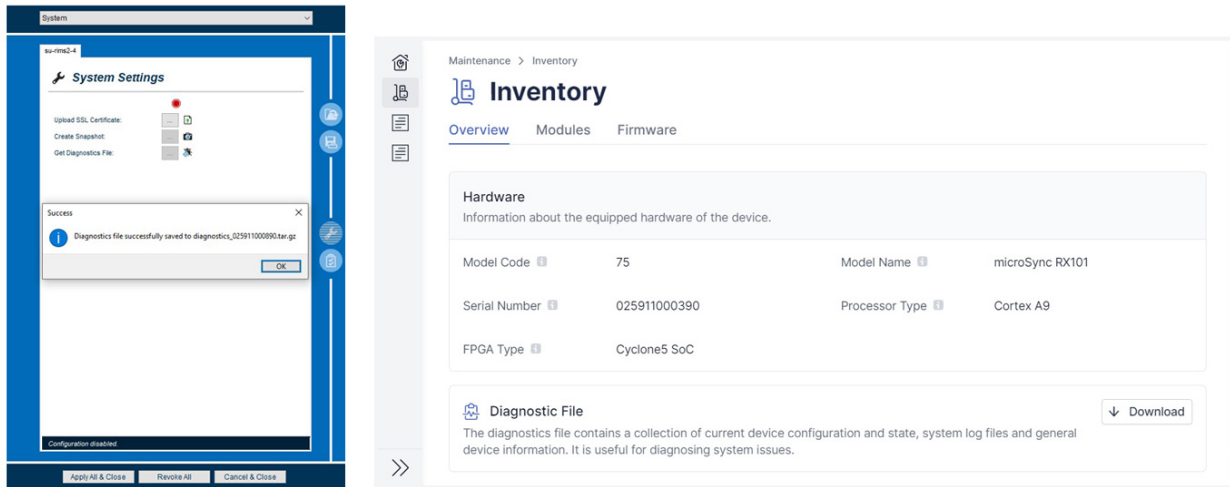 System
su-rims2-4
System Settings
Upload SSL Certificate:
...
Create Snapshot:
...
Get Diagnostics File:
...
Success
Diagnostics file successfully saved to diagnostics_025911000890.tar.gz
OK
Configuration disabled
Apply All & Close
Revoke All
Cancel & Close
Maintenance > Inventory
Inventory
Overview Modules Firmware
Hardware
Information about the equipped hardware of the device.
Model Code 75 Model Name microSync RX101
Serial Number 025911000390 Processor Type Cortex A9
FPGA Type Cyclone5 SoC
Diagnostic File
Download
The diagnostics file contains a collection of current device configuration and state, system log files and general
device information. It is useful for diagnosing system issues.